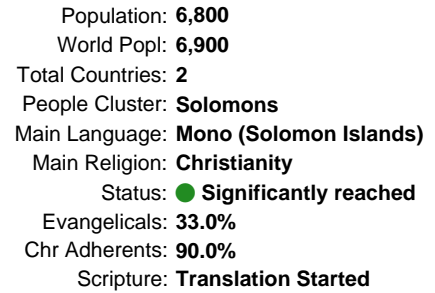 Population: 6,800
World Popl: 6,900
Total Countries: 2
People Cluster: Solomons
Main Language: Mono (Solomon Islands)
Main Religion: Christianity
Status: Significantly reached
Evangelicals: 33.0%
Chr Adherents: 90.0%
Scripture: Translation Started